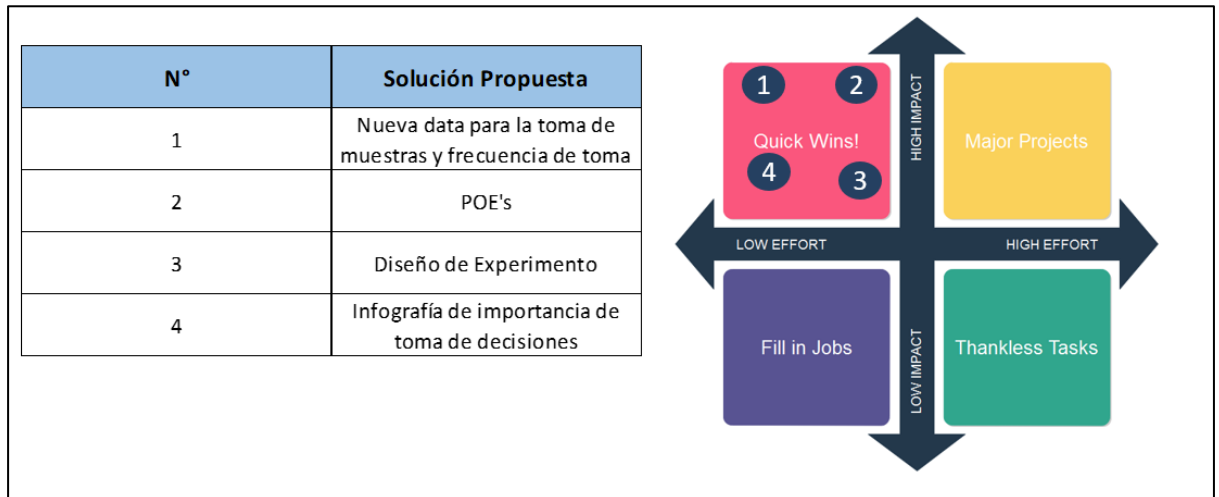 N° Solución Propuesta
1 Nueva data para la toma de
muestras y frecuencia de toma
2 POE's
3 Diseño de Experimento
4 Infografía de importancia de
toma de decisiones
HIGH IMPACT
1 2
Quick Wins!
4 3
Major Projects
LOW EFFORT
HIGH EFFORT
Fill in Jobs
LOW IMPACT
Thankless Tasks